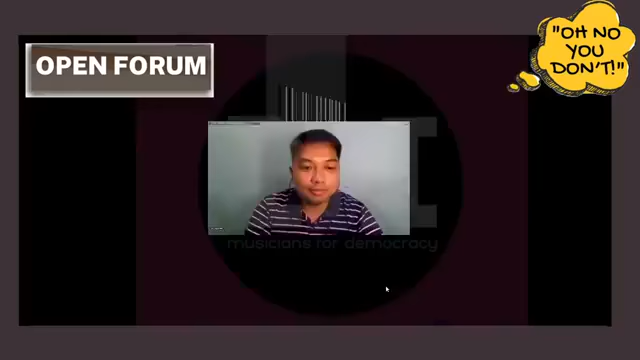 OPEN FORUM
"OH NO
YOU
DON'T!"
musicians for democracy